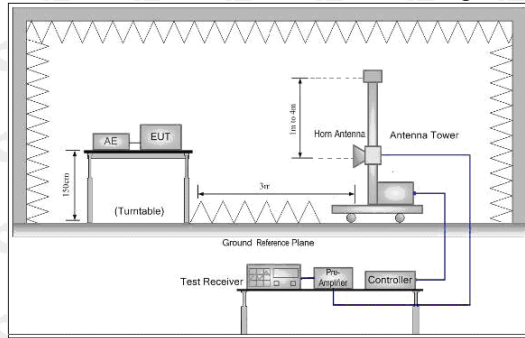 1m to 4m
Horn Antenna
Antenna Tower
AE
EUT
150cm
3m
(Turntable)
Ground Reference Plane
Test Receiver
Pre-
Amplifier
Controller